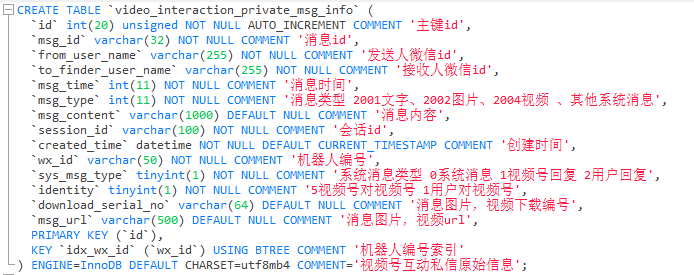 CREATE TABLE `video_interaction_private_msg_info` (
`id` int(20) unsigned NOT NULL AUTO_INCREMENT COMMENT '主键id',
`msg_id` varchar(32) NOT NULL COMMENT '消息id',
`from_user_name` varchar(255) NOT NULL COMMENT '发送人微信id',
`to_finder_user_name` varchar(255) NOT NULL COMMENT '接收人微信id',
`msg_time` int(11) NOT NULL COMMENT '消息时间',
`msg_type` int(11) NOT NULL COMMENT '消息类型 2001文字、2002图片、2004视频 、其他系统消息',
`msg_content` varchar(1000) DEFAULT NULL COMMENT '消息内容',
`session_id` varchar(100) NOT NULL COMMENT '会话id',
`created_time` datetime NOT NULL DEFAULT CURRENT_TIMESTAMP COMMENT '创建时间',
`wx_id` varchar(50) NOT NULL COMMENT '机器人编号',
`sys_msg_type` tinyint(1) NOT NULL COMMENT '系统消息类型 0系统消息 1视频号回复 2用户回复',
`identity` tinyint(1) NOT NULL COMMENT '5视频号对视频号 1用户对视频号',
`download_serial_no` varchar(64) DEFAULT NULL COMMENT '消息图片，视频下载编号',
`msg_url` varchar(500) DEFAULT NULL COMMENT '消息图片，视频url',
PRIMARY KEY (`id`),
KEY `idx_wx_id` (`wx_id`) USING BTREE COMMENT '机器人编号索引'
) ENGINE=InnoDB DEFAULT CHARSET=utf8mb4 COMMENT='视频号互动私信原始信息';